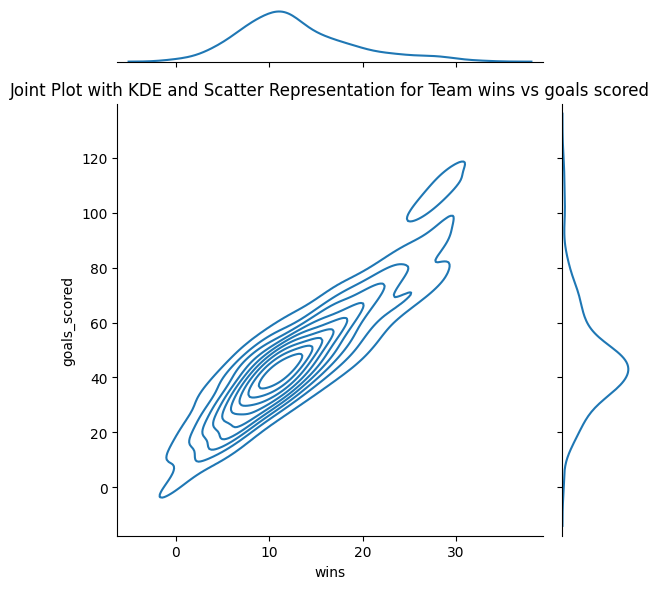 Joint Plot with KDE and Scatter Representation for Team wins vs goals scored
120
100
80
60
40
20
0
goals_scored
0 10 20 30
wins